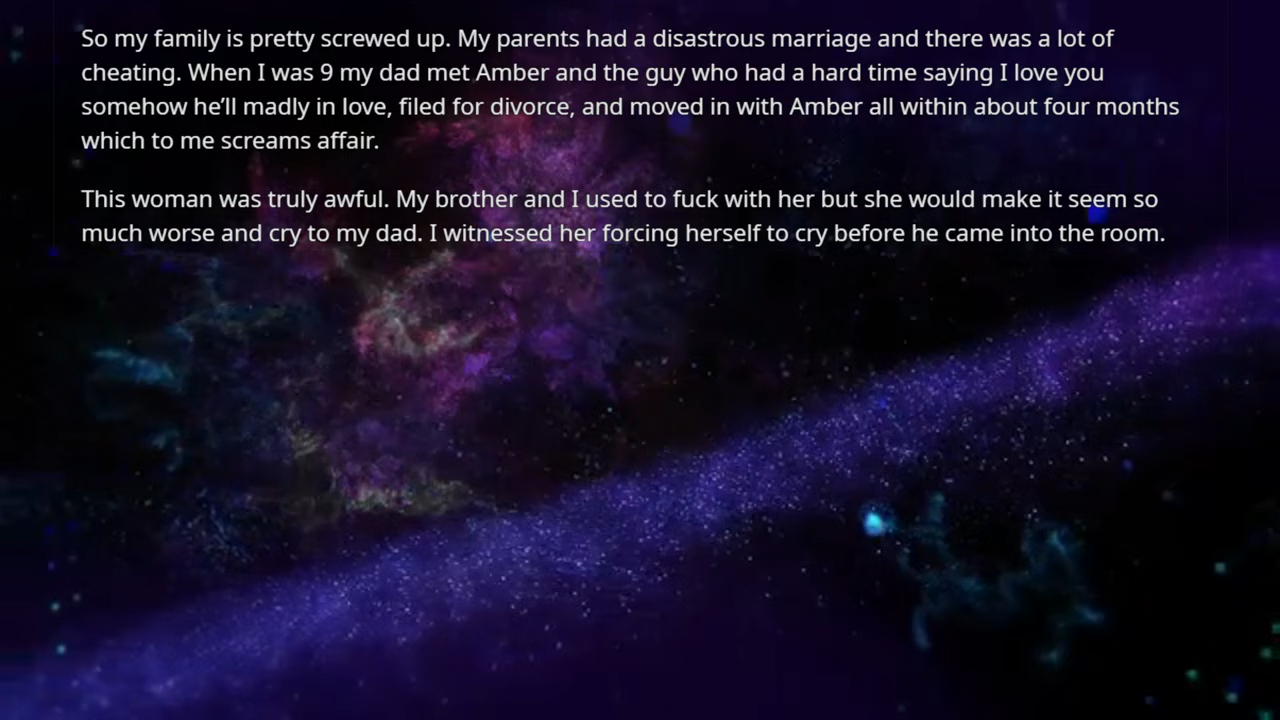 So my family is pretty screwed up. My parents had a disastrous marriage and there was a lot of
cheating. When I was 9 my dad met Amber and the guy who had a hard time saying I love you
somehow he’ll madly in love, filed for divorce, and moved in with Amber all within about four months
which to me screams affair.
This woman was truly awful. My brother and I used to fuck with her but she would make it seem so
much worse and cry to my dad. I witnessed her forcing herself to cry before he came into the room.